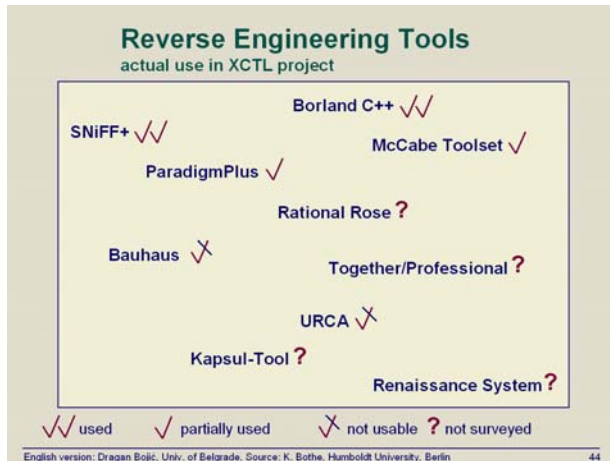 Reverse Engineering Tools
actual use in XCTL project
Borland C++
SNiFF+
McCabe Toolset
ParadigmPlus
Rational Rose ?
Bauhaus
Together/Professional ?
URCA
Kapsul-Tool ?
Renaissance System ?
used partially used not usable ? not surveyed
English version: Dragan Bojić, Univ. of Belgrade, Source: K. Bothe, Humboldt University, Berlin 44